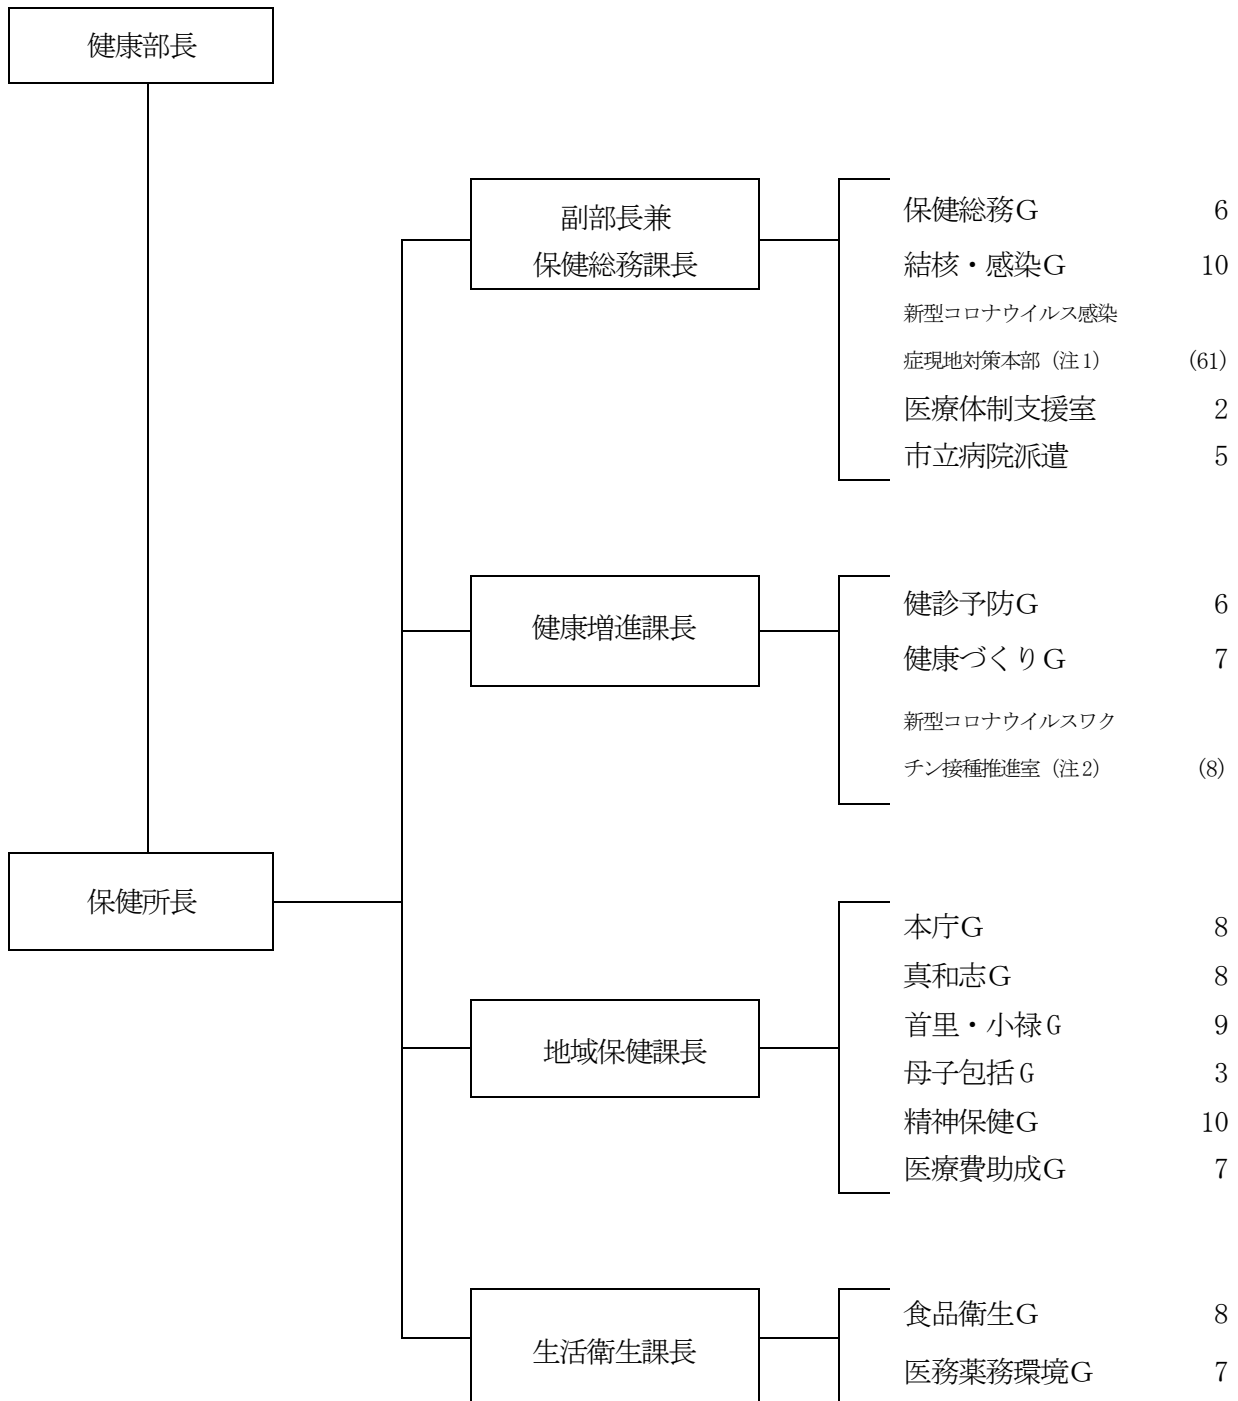 健康部長
副部長兼
保健総務課長
保健総務Ｇ 6
結核・感染Ｇ 10
新型コロナウイルス感染
症現地対策本部（注1） (61)
医療体制支援室 2
市立病院派遣 5
健康増進課長
健診予防Ｇ 6
健康づくりＧ 7
新型コロナウイルスワク
チン接種推進室（注2） (8)
保健所長
地域保健課長
本庁Ｇ 8
真和志Ｇ 8
首里・小禄G 9
母子包括G 3
精神保健Ｇ 10
医療費助成Ｇ 7
生活衛生課長
食品衛生Ｇ 8
医務薬務環境Ｇ 7